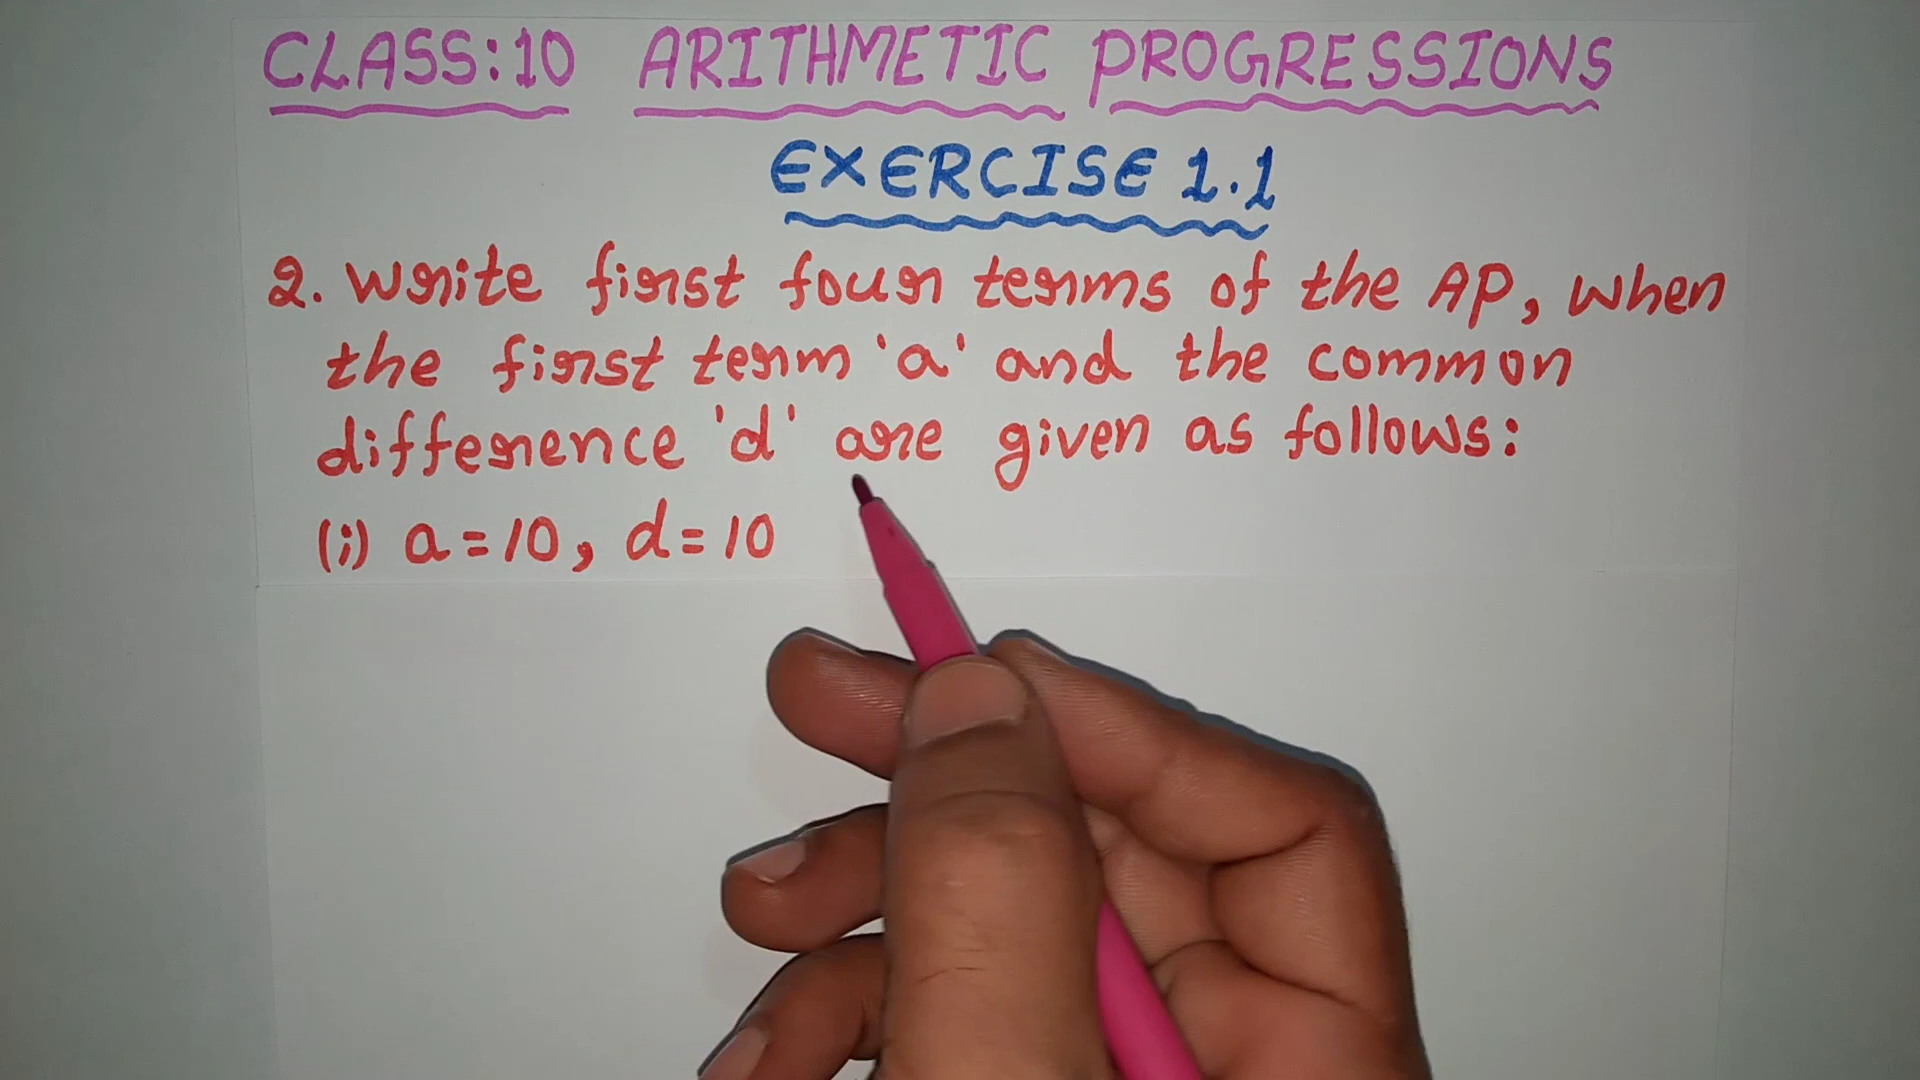 CLASS:10 ARITHMETIC PROGRESSIONS
EXERCISE 1.1
2. Write first four terms of the AP, when
the first term 'a' and the common
difference 'd' are given as follows:
(i) a=10, d=10